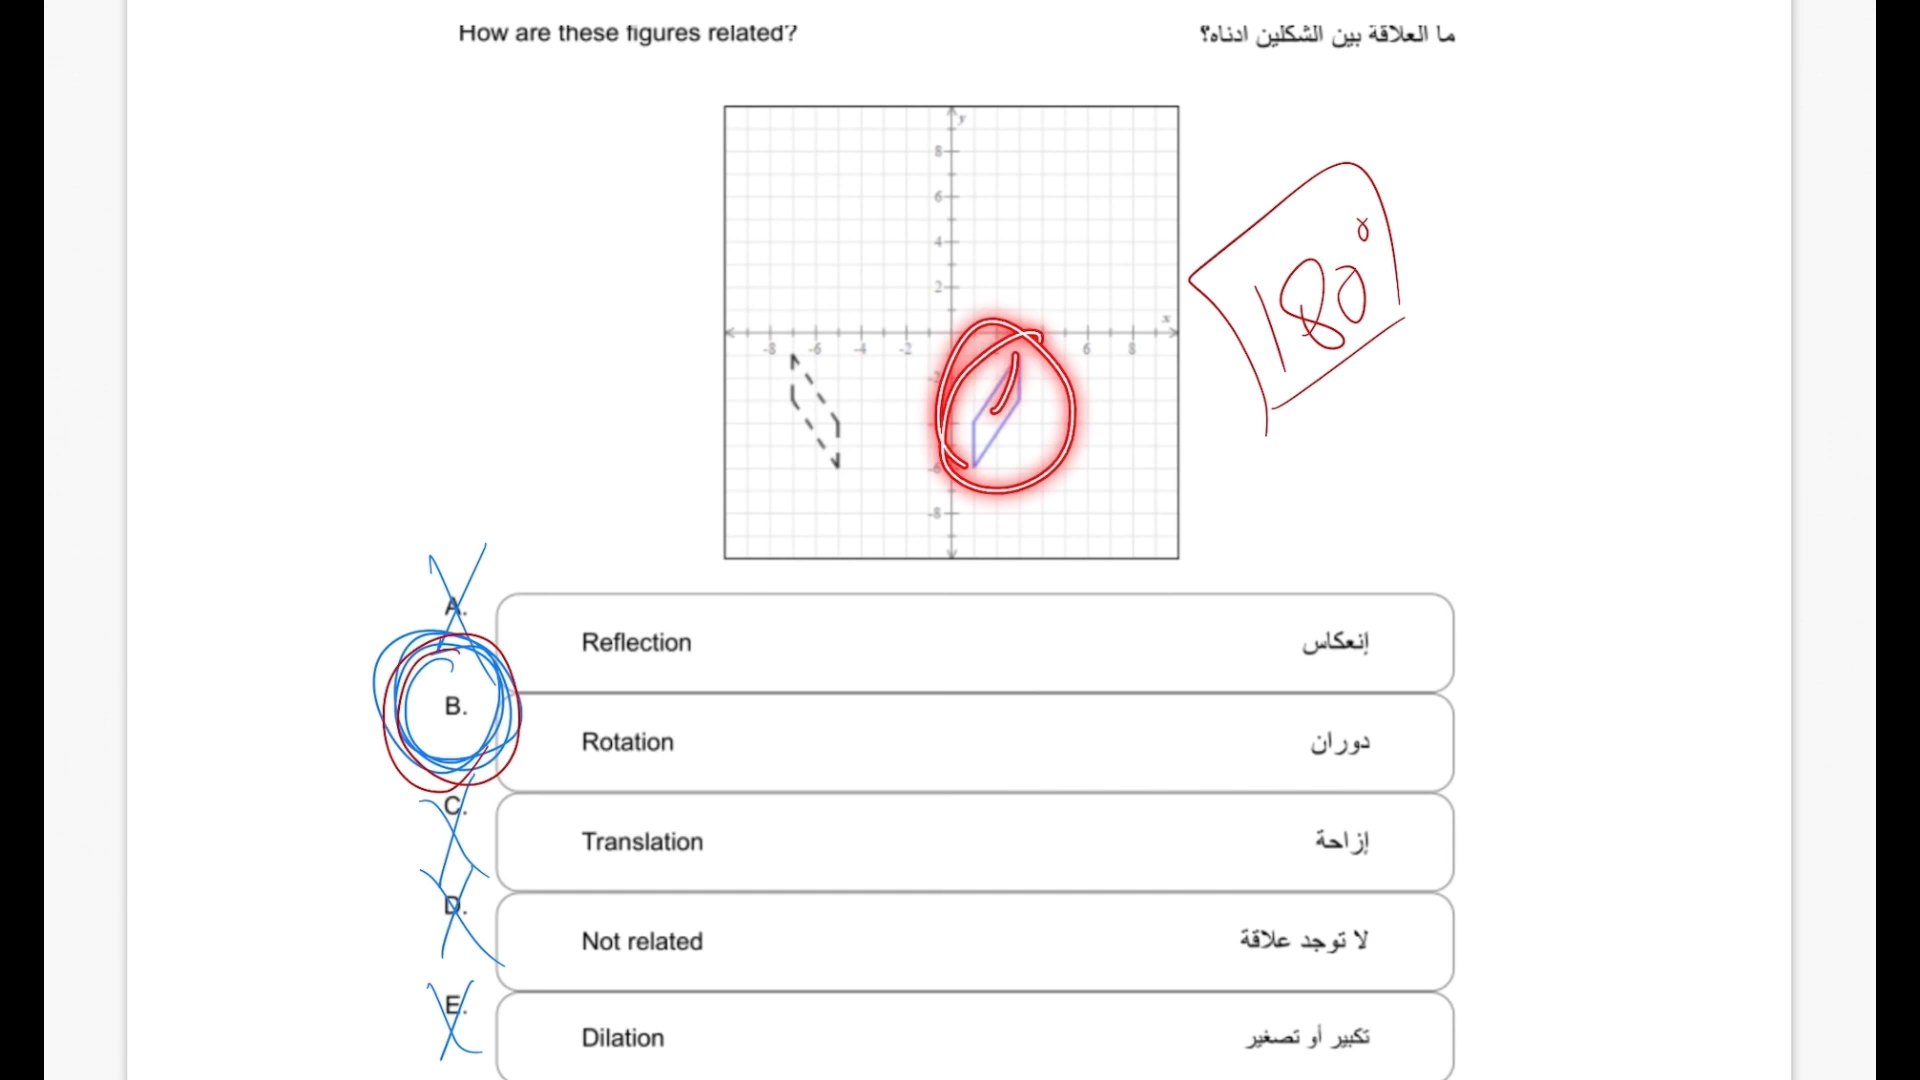 How are these figures related?
ما العلاقة بين الشكلين ادناه؟
y
8
6
4
2
x
-8 -6 -4 -2 6 8
-6
-8
180°
A.
Reflection
إنعكاس
B.
Rotation
دوران
C.
Translation
إزاحة
D.
Not related
لا توجد علاقة
E.
Dilation
تكبير أو تصغير